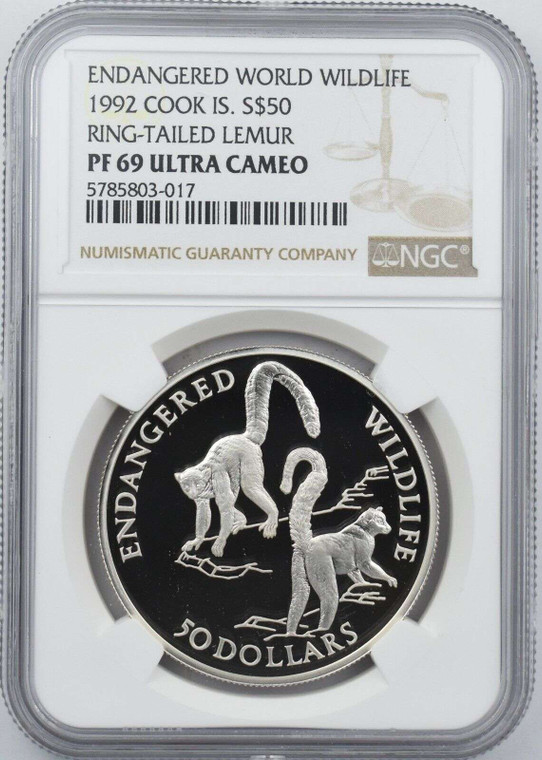 ENDANGERED WORLD WILDLIFE
1992 COOK IS. S$50
RING-TAILED LEMUR
PF 69 ULTRA CAMEO
5785803-017
NUMISMATIC GUARANTY COMPANY
NGC®
ENDANGERED
WILDLIFE
50 DOLLARS